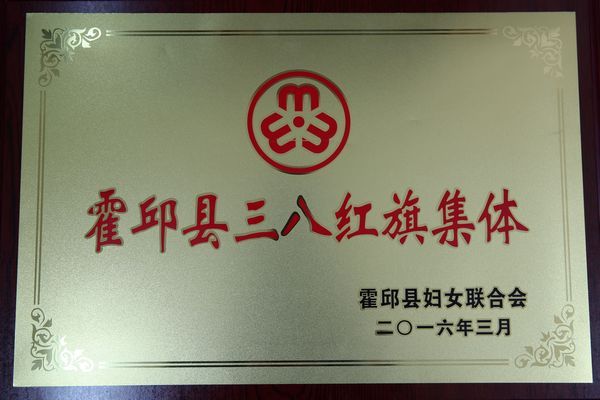 霍邱县三八红旗集体
霍邱县妇女联合会
二〇一六年三月